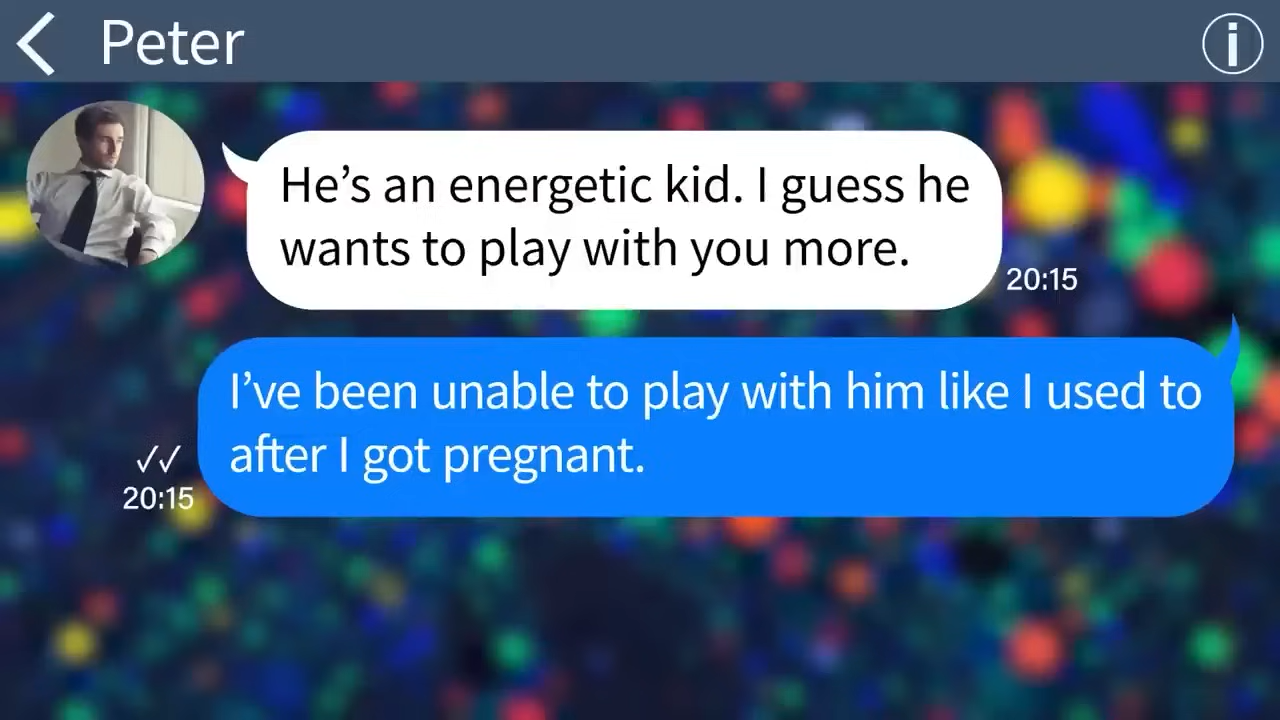 Peter
i
He’s an energetic kid. I guess he
wants to play with you more.
20:15
I’ve been unable to play with him like I used to
after I got pregnant.
20:15